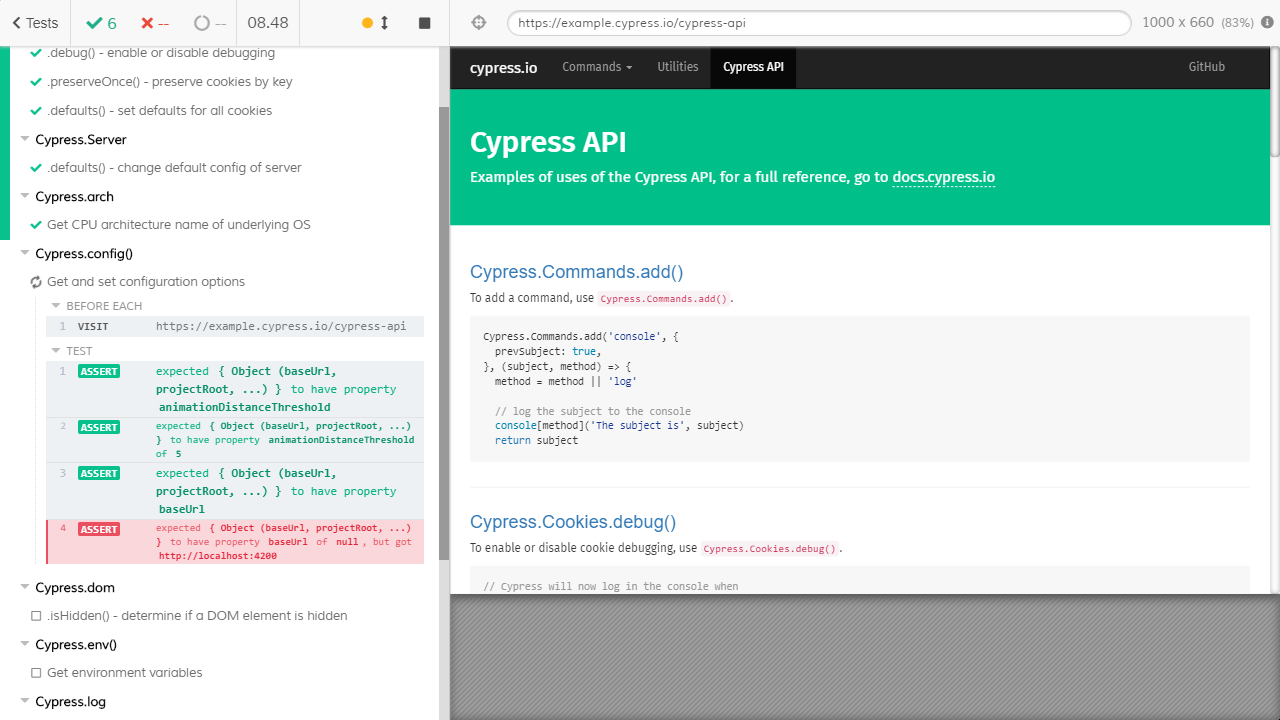 Tests
6
--
--
08.48
https://example.cypress.io/cypress-api
1000 x 660 (83%)
.debug() - enable or disable debugging
.preserveOnce() - preserve cookies by key
.defaults() - set defaults for all cookies
Cypress.Server
.defaults() - change default config of server
Cypress.arch
Get CPU architecture name of underlying OS
Cypress.config()
Get and set configuration options
BEFORE EACH
1 VISIT https://example.cypress.io/cypress-api
TEST
1 ASSERT expected { Object (baseUrl,
projectRoot, ...) } to have property
animationDistanceThreshold
2 ASSERT expected { Object (baseUrl, projectRoot, ...)
} to have property animationDistanceThreshold
of 5
3 ASSERT expected { Object (baseUrl,
projectRoot, ...) } to have property
baseUrl
4 ASSERT expected { Object (baseUrl, projectRoot, ...)
} to have property baseUrl of null, but got
http://localhost:4200
Cypress.dom
.isHidden() - determine if a DOM element is hidden
Cypress.env()
Get environment variables
Cypress.log
cypress.io Commands Utilities Cypress API GitHub
Cypress API
Examples of uses of the Cypress API, for a full reference, go to docs.cypress.io
Cypress.Commands.add()
To add a command, use Cypress.Commands.add().
Cypress.Commands.add('console', {
prevSubject: true,
}, (subject, method) => {
method = method || 'log'
// log the subject to the console
console[method]('The subject is', subject)
return subject
Cypress.Cookies.debug()
To enable or disable cookie debugging, use Cypress.Cookies.debug().
// Cypress will now log in the console when